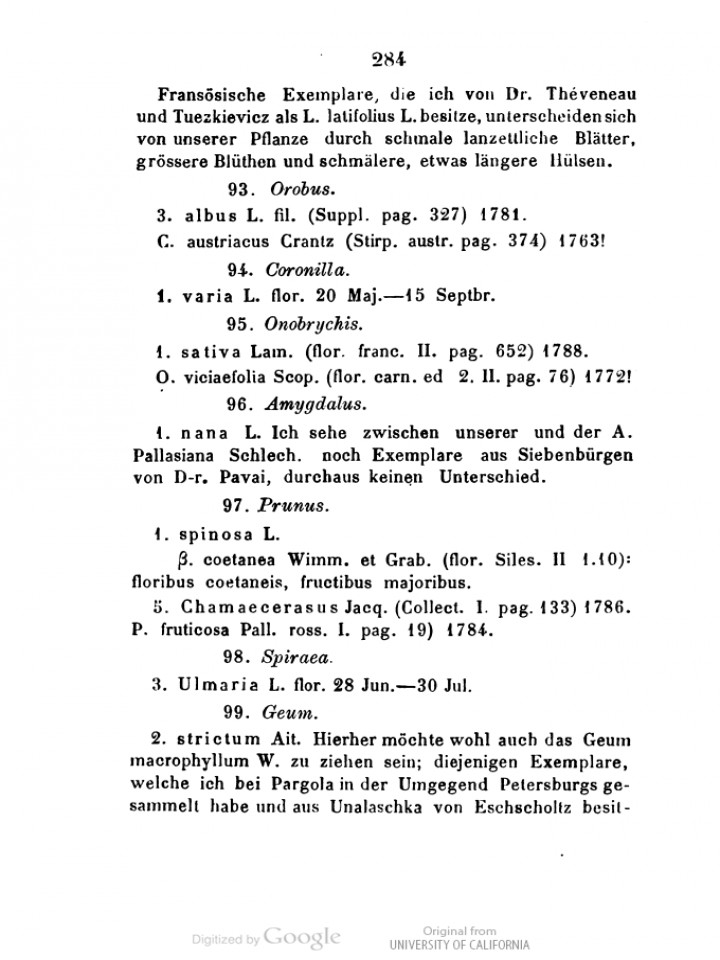 284
Fransösische Exemplare, die ich von Dr. Théveneau
und Tuezkievicz als L. latifolius L. besitze, unterscheiden sich
von unserer Pflanze durch schmale lanzettliche Blätter,
grössere Blüthen und schmälere, etwas längere Hülsen.
93. Orobus.
3. albus L. fil. (Suppl. pag. 327) 1781.
C. austriacus Crantz (Stirp. austr. pag. 374) 1763!
94. Coronilla.
1. varia L. flor. 20 Maj.—15 Septbr.
95. Onobrychis.
1. sativa Lam. (flor. franc. II. pag. 652) 1788.
O. viciaefolia Scop. (flor. carn. ed 2. II. pag. 76) 1772!
96. Amygdalus.
1. nana L. Ich sehe zwischen unserer und der A.
Pallasiana Schlech. noch Exemplare aus Siebenbürgen
von D-r. Pavai, durchaus keinen Unterschied.
97. Prunus.
1. spinosa L.
β. coetanea Wimm. et Grab. (flor. Siles. II 1.10):
floribus coetaneis, fructibus majoribus.
5. Chamaecerasus Jacq. (Collect. I. pag. 133) 1786.
P. fruticosa Pall. ross. I. pag. 19) 1784.
98. Spiraea.
3. Ulmaria L. flor. 28 Jun.—30 Jul.
99. Geum.
2. strictum Ait. Hierher möchte wohl auch das Geum
macrophyllum W. zu ziehen sein; diejenigen Exemplare,
welche ich bei Pargola in der Umgegend Petersburgs ge-
sammelt habe und aus Unalaschka von Eschscholtz besit-
Digitized by Google
Original from
UNIVERSITY OF CALIFORNIA